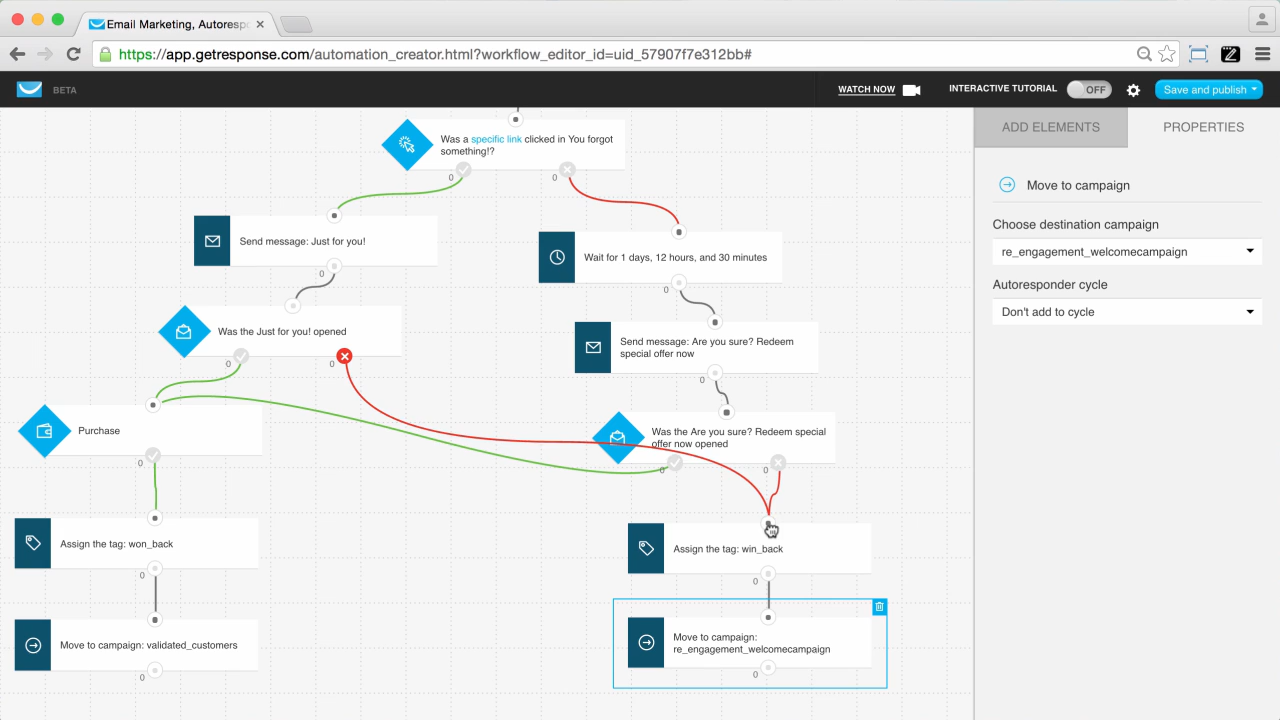 Email Marketing, Autoresp
https://app.getresponse.com/automation_creator.html?workflow_editor_id=uid_57907f7e312bb#
BETA
WATCH NOW
INTERACTIVE TUTORIAL
OFF
Save and publish
ADD ELEMENTS
PROPERTIES
Move to campaign
Choose destination campaign
re_engagement_welcomecampaign
Autoresponder cycle
Don't add to cycle
Was a specific link clicked in You forgot
something!?
0
0
Send message: Just for you!
0
Wait for 1 days, 12 hours, and 30 minutes
0
Was the Just for you! opened
0
0
Send message: Are you sure? Redeem
special offer now
0
Purchase
0
Was the Are you sure? Redeem special
offer now opened
0
0
Assign the tag: won_back
0
Assign the tag: win_back
0
Move to campaign: validated_customers
0
Move to campaign:
re_engagement_welcomecampaign
0